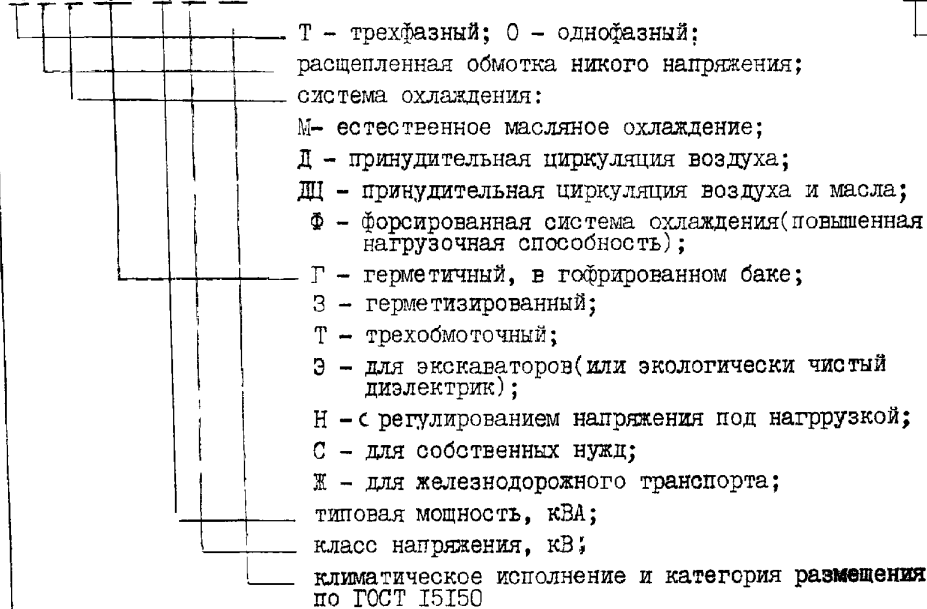 Т - трехфазный; О - однофазный;
расщепленная обмотка никого напряжения;
система охлаждения:
М- естественное масляное охлаждение;
Д - принудительная циркуляция воздуха;
ДЦ - принудительная циркуляция воздуха и масла;
Ф - форсированная система охлаждения(повышенная
нагрузочная способность);
Г - герметичный, в гофрированном баке;
З - герметизированный;
Т - трехобмоточный;
Э - для экскаваторов(или экологически чистый
диэлектрик);
Н -с регулированием напряжения под нагррузкой;
С - для собственных нужд;
Ж - для железнодорожного транспорта;
типовая мощность, кВА;
класс напряжения, кВ;
климатическое исполнение и категория размещения
по ГОСТ I5I50